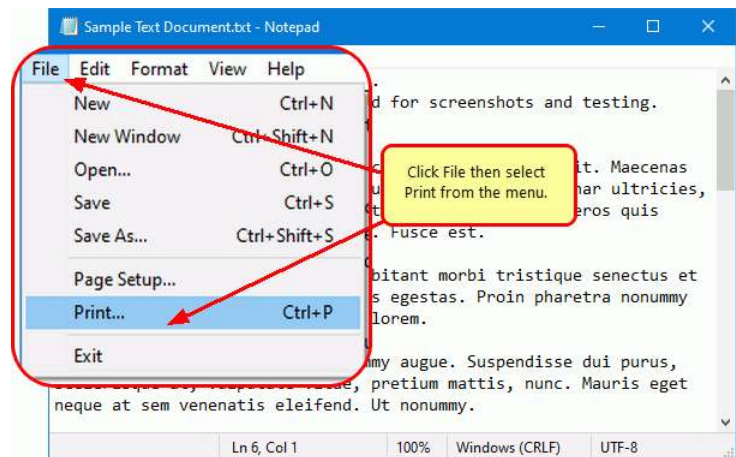 Sample Text Document.txt - Notepad
File Edit Format View Help
New Ctrl+N
New Window Ctrl+Shift+N
Open... Ctrl+O
Save Ctrl+S
Save As... Ctrl+Shift+S
Page Setup...
Print... Ctrl+P
Exit
Click File then select
Print from the menu.
for screenshots and testing.
it. Maecenas
ultricies,
eros quis
Fusce est.
morbi tristique senectus et
egestas. Proin pharetra nonummy
lorem.
augue. Suspendisse dui purus,
pretium mattis, nunc. Mauris eget
neque at sem venenatis eleifend. Ut nonummy.
Ln 6, Col 1 100% Windows (CRLF) UTF-8